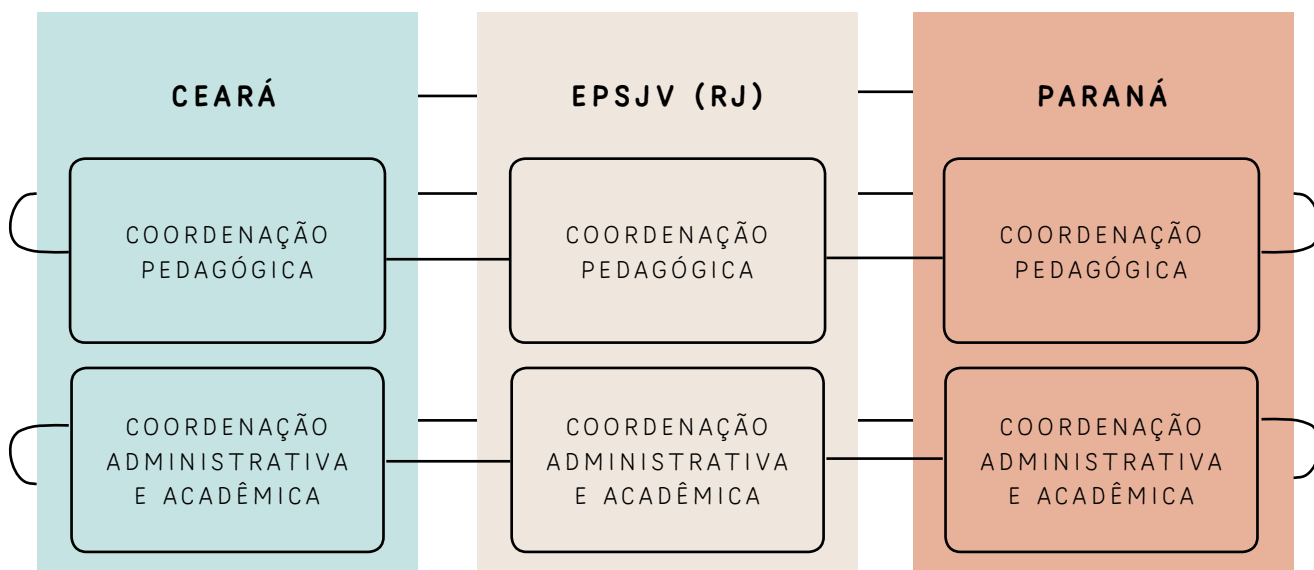 CEARÁ
COORDENAÇÃO
PEDAGÓGICA
COORDENAÇÃO
ADMINISTRATIVA
E ACADÊMICA
EPSJV (RJ)
COORDENAÇÃO
PEDAGÓGICA
COORDENAÇÃO
ADMINISTRATIVA
E ACADÊMICA
PARANÁ
COORDENAÇÃO
PEDAGÓGICA
COORDENAÇÃO
ADMINISTRATIVA
E ACADÊMICA